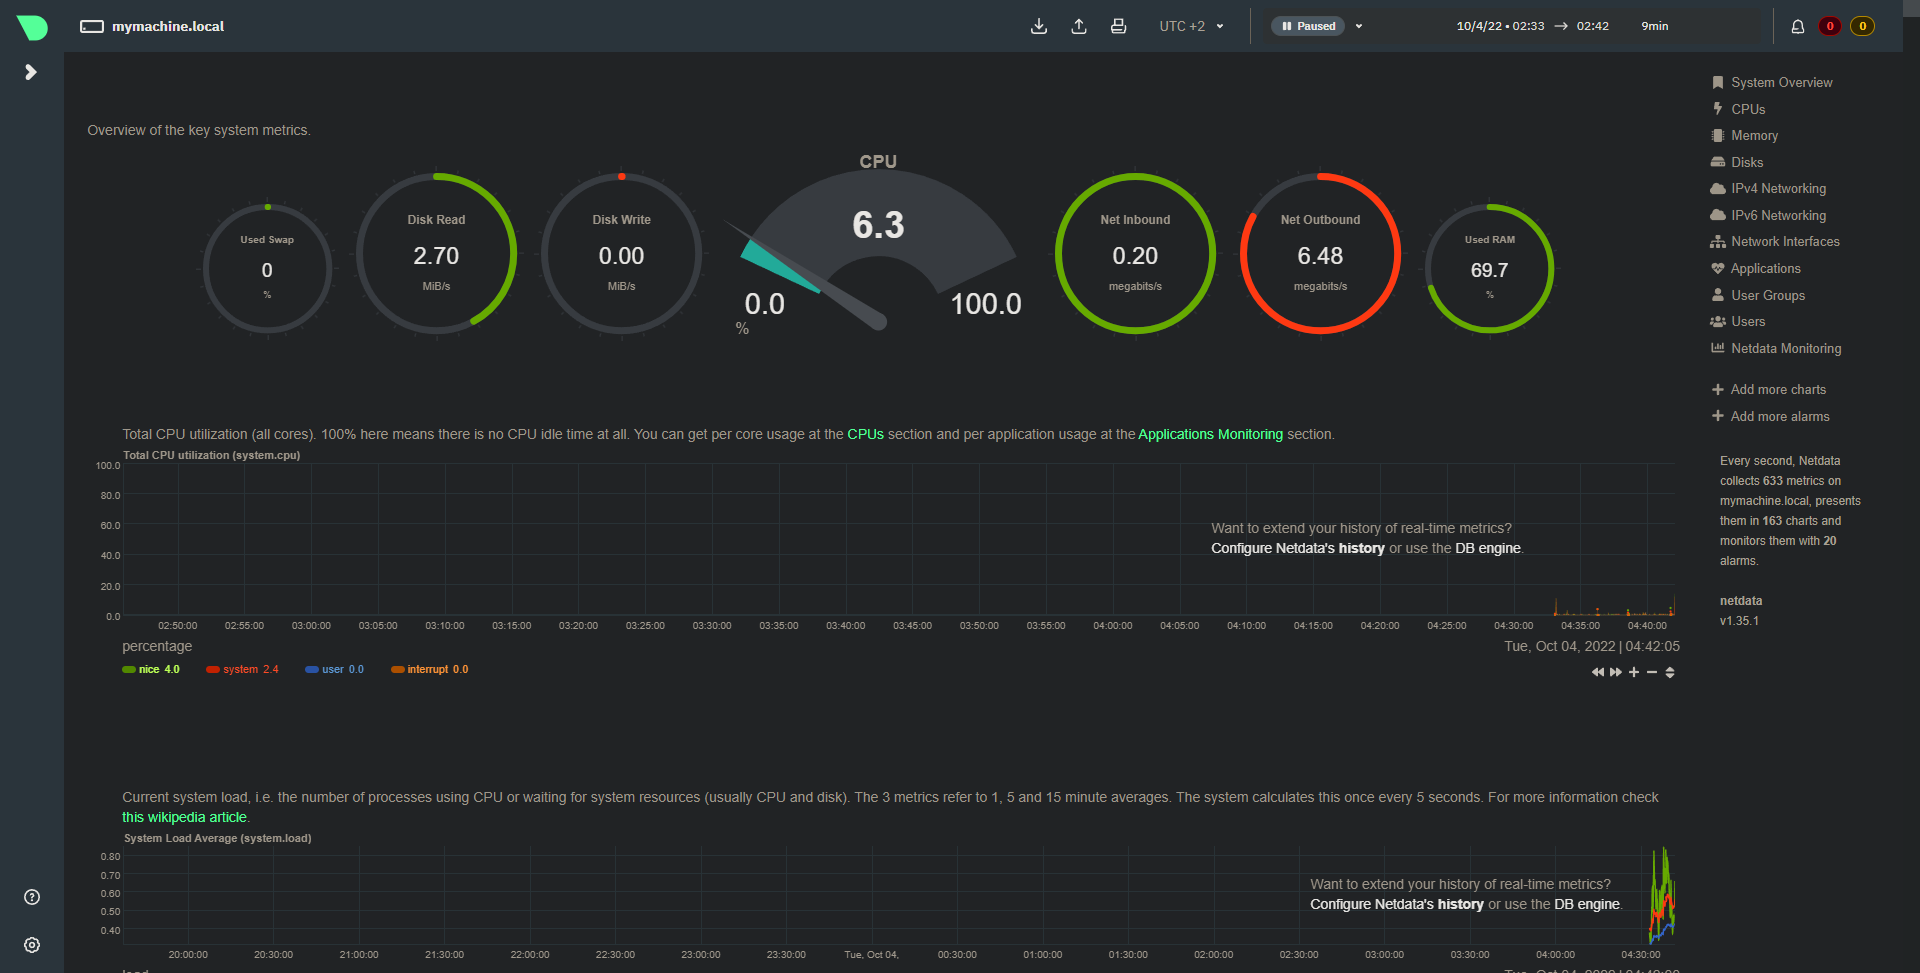 mymachine.local
UTC +2
Paused
10/4/22 • 02:33 → 02:42 9min
0
0
Overview of the key system metrics.
Used Swap
0
%
Disk Read
2.70
MiB/s
Disk Write
0.00
MiB/s
CPU
6.3
0.0
100.0
%
Net Inbound
0.20
megabits/s
Net Outbound
6.48
megabits/s
Used RAM
69.7
%
System Overview
CPUs
Memory
Disks
IPv4 Networking
IPv6 Networking
Network Interfaces
Applications
User Groups
Users
Netdata Monitoring
Add more charts
Add more alarms
Every second, Netdata
collects 633 metrics on
mymachine.local, presents
them in 163 charts and
monitors them with 20
alarms.
netdata
v1.35.1
Total CPU utilization (all cores). 100% here means there is no CPU idle time at all. You can get per core usage at the CPUs section and per application usage at the Applications Monitoring section.
Total CPU utilization (system.cpu)
100.0
80.0
60.0
40.0
20.0
0.0
Want to extend your history of real-time metrics?
Configure Netdata's history or use the DB engine.
02:50:00 02:55:00 03:00:00 03:05:00 03:10:00 03:15:00 03:20:00 03:25:00 03:30:00 03:35:00 03:40:00 03:45:00 03:50:00 03:55:00 04:00:00 04:05:00 04:10:00 04:15:00 04:20:00 04:25:00 04:30:00 04:35:00 04:40:00
percentage
Tue, Oct 04, 2022 | 04:42:05
nice 4.0 system 2.4 user 0.0 interrupt 0.0
Current system load, i.e. the number of processes using CPU or waiting for system resources (usually CPU and disk). The 3 metrics refer to 1, 5 and 15 minute averages. The system calculates this once every 5 seconds. For more information check
this wikipedia article.
System Load Average (system.load)
0.80
0.70
0.60
0.50
0.40
Want to extend your history of real-time metrics?
Configure Netdata's history or use the DB engine.
20:00:00 20:30:00 21:00:00 21:30:00 22:00:00 22:30:00 23:00:00 23:30:00 Tue, Oct 04, 00:30:00 01:00:00 01:30:00 02:00:00 02:30:00 03:00:00 03:30:00 04:00:00 04:30:00